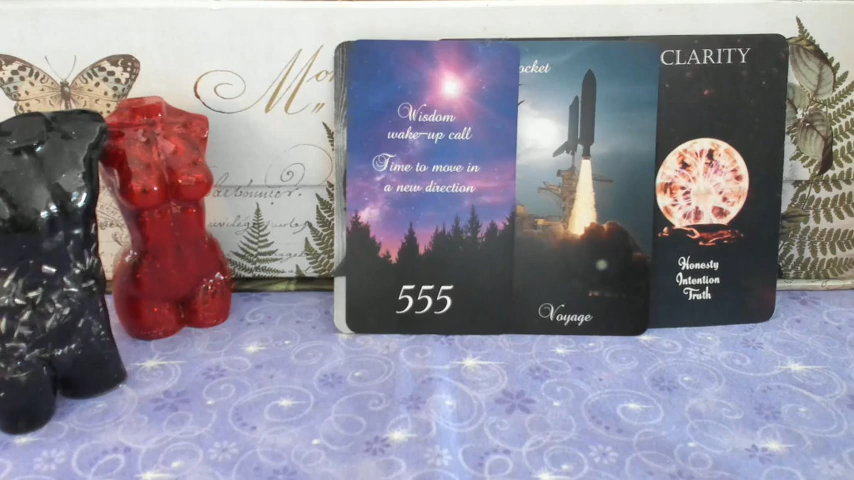 Wisdom
wake-up call
Time to move in
a new direction
555
ocket
Voyage
CLARITY
Honesty
Intention
Truth